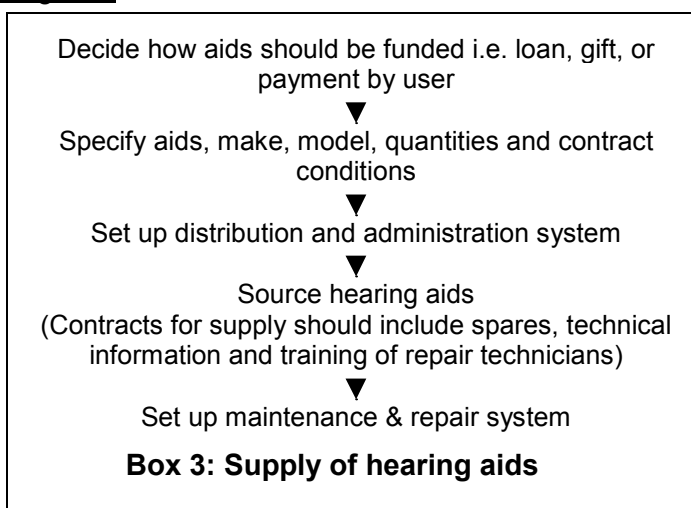 Decide how aids should be funded i.e. loan, gift, or
payment by user
▼
Specify aids, make, model, quantities and contract
conditions
▼
Set up distribution and administration system
▼
Source hearing aids
(Contracts for supply should include spares, technical
information and training of repair technicians)
▼
Set up maintenance & repair system
Box 3: Supply of hearing aids